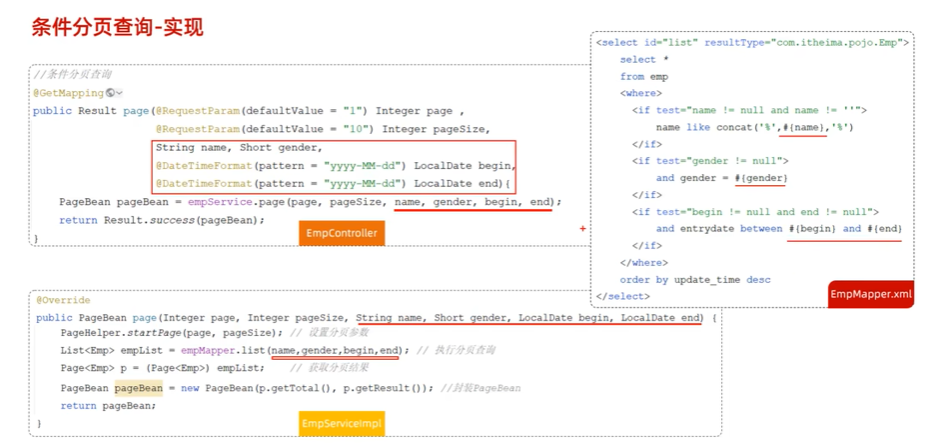 条件分页查询-实现
//条件分页查询
@GetMapping
public Result page(@RequestParam(defaultValue = "1") Integer page ,
@RequestParam(defaultValue = "10") Integer pageSize,
String name, Short gender,
@DateTimeFormat(pattern = "yyyy-MM-dd") LocalDate begin,
@DateTimeFormat(pattern = "yyyy-MM-dd") LocalDate end){
PageBean pageBean = empService.page(page, pageSize, name, gender, begin, end);
return Result.success(pageBean);
}
EmpController
<select id="list" resultType="com.itheima.pojo.Emp">
select *
from emp
<where>
<if test="name != null and name != ''">
name like concat('%',#{name},'%')
</if>
<if test="gender != null">
and gender = #{gender}
</if>
<if test="begin != null and end != null">
and entrydate between #{begin} and #{end}
</if>
</where>
order by update_time desc
</select>
EmpMapper.xml
@Override
public PageBean page(Integer page, Integer pageSize, String name, Short gender, LocalDate begin, LocalDate end) {
PageHelper.startPage(page, pageSize); // 设置分页参数
List<Emp> empList = empMapper.list(name,gender,begin,end); // 执行分页查询
Page<Emp> p = (Page<Emp>) empList; // 获取分页结果
PageBean pageBean = new PageBean(p.getTotal(), p.getResult()); //封装PageBean
return pageBean;
}
EmpServiceImpl